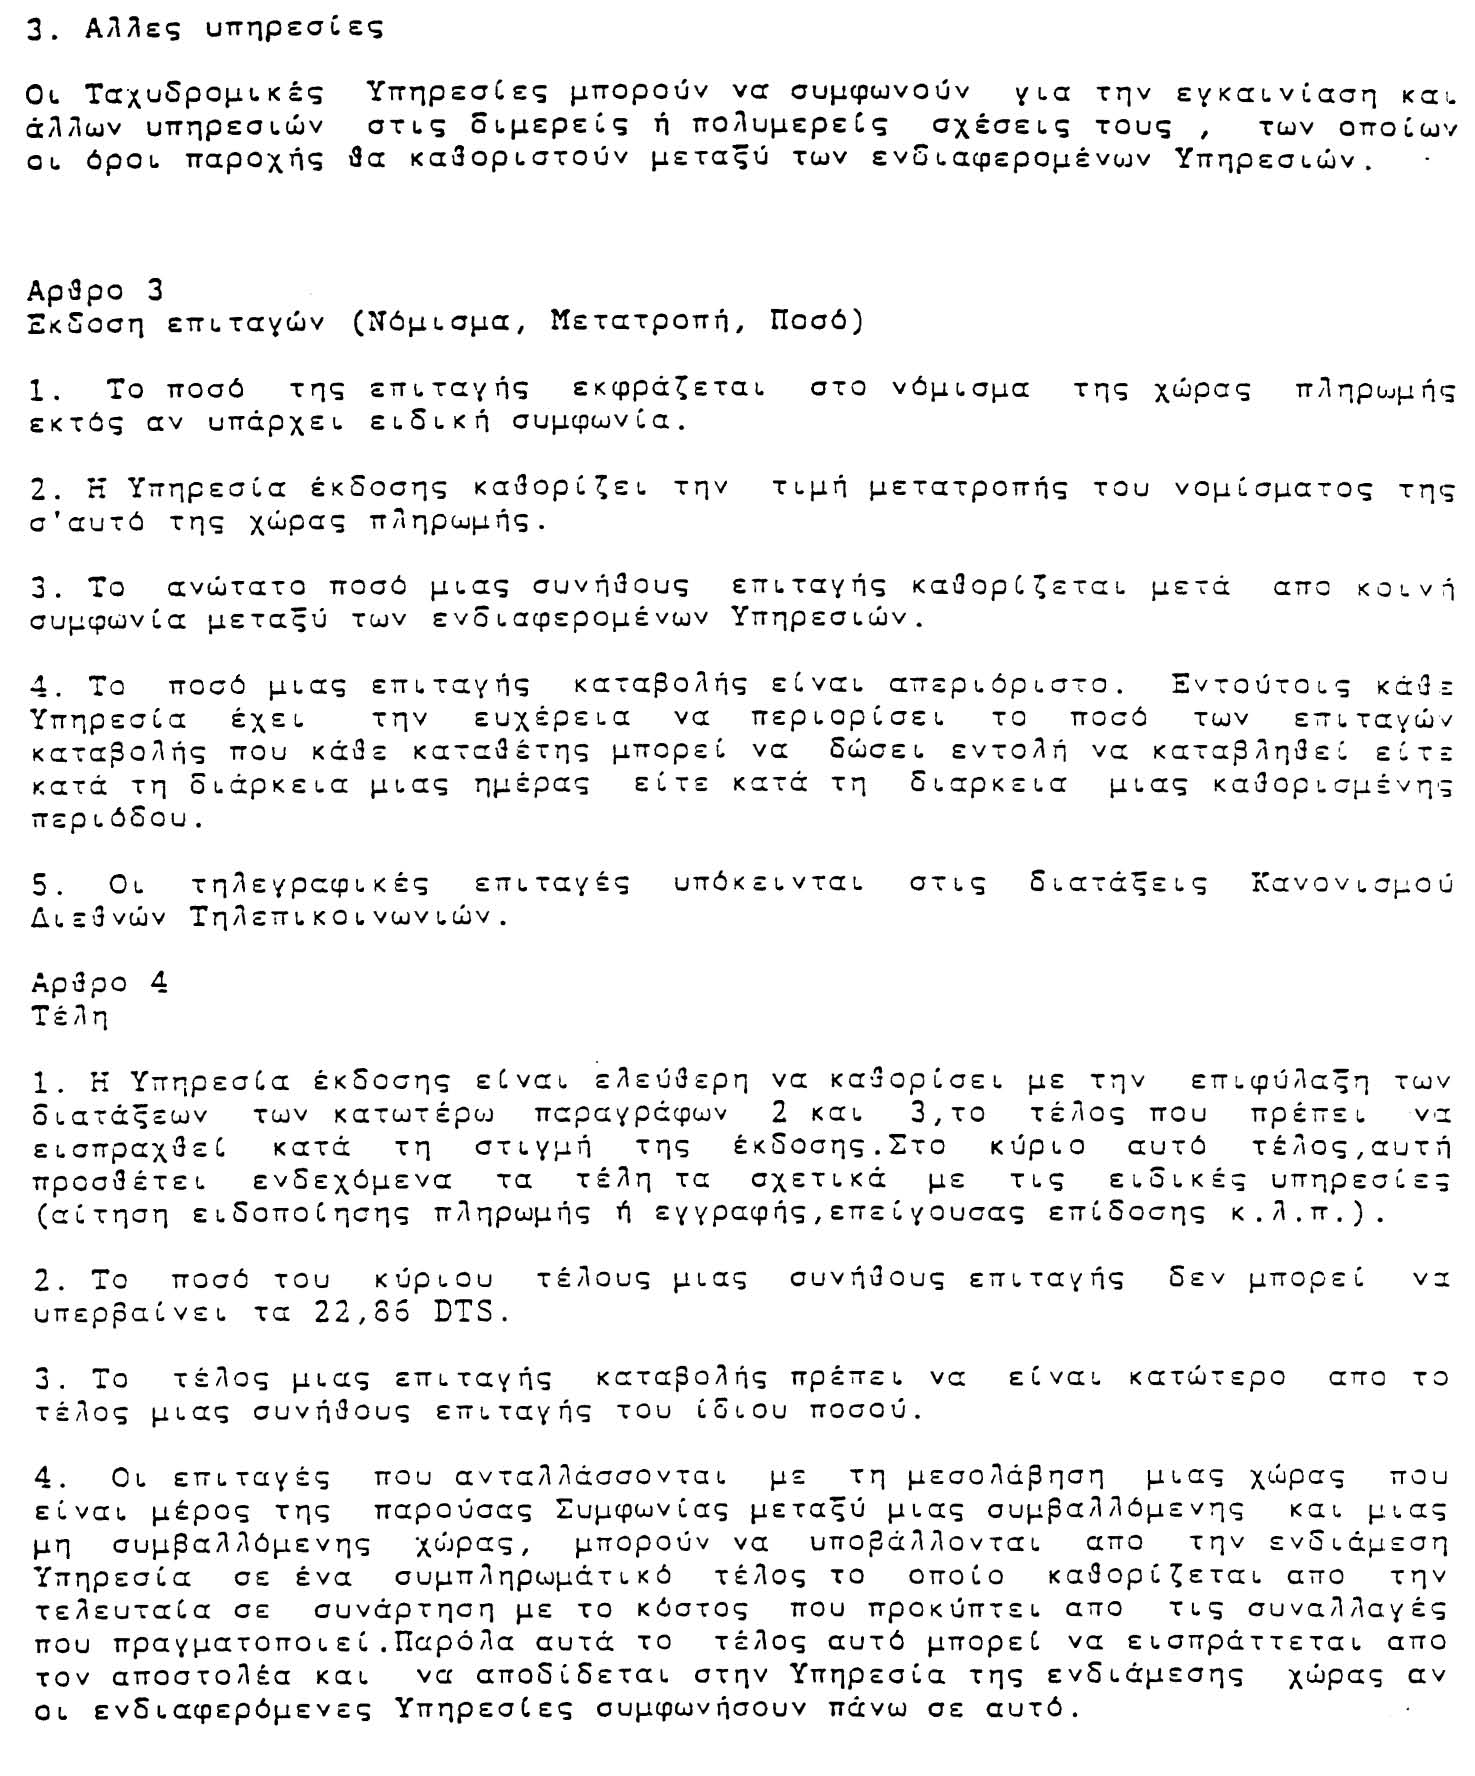 3. Αλλες υπηρεσίες
Οι Ταχυδρομικές Υπηρεσίες μπορούν να συμφωνούν για την εγκαινίαση και
άλλων υπηρεσιών στις διμερείς ή πολυμερείς σχέσεις τους , των οποίων
οι όροι παροχής θα καθοριστούν μεταξύ των ενδιαφερομένων Υπηρεσιών.
Αρθρο 3
Εκδοση επιταγών (Νόμισμα, Μετατροπή, Ποσό)
1. Το ποσό της επιταγής εκφράζεται στο νόμισμα της χώρας πληρωμής
εκτός αν υπάρχει ειδική συμφωνία.
2. Η Υπηρεσία έκδοσης καθορίζει την τιμή μετατροπής του νομίσματος της
σ'αυτό της χώρας πληρωμής.
3. Το ανώτατο ποσό μιας συνήθους επιταγής καθορίζεται μετά απο κοινή
συμφωνία μεταξύ των ενδιαφερομένων Υπηρεσιών.
4. Το ποσό μιας επιταγής καταβολής είναι απεριόριστο. Εντούτοις κάθε
Υπηρεσία έχει την ευχέρεια να περιορίσει το ποσό των επιταγών
καταβολής που κάθε καταθέτης μπορεί να δώσει εντολή να καταβληθεί είτε
κατά τη διάρκεια μιας ημέρας είτε κατά τη διαρκεια μιας καθορισμένης
περιόδου.
5. Οι τηλεγραφικές επιταγές υπόκεινται στις διατάξεις Κανονισμού
Διεθνών Τηλεπικοινωνιών.
Αρθρο 4
Τέλη
1. Η Υπηρεσία έκδοσης είναι ελεύθερη να καθορίσει με την επιφύλαξη των
διατάξεων των κατωτέρω παραγράφων 2 και 3,το τέλος που πρέπει να
εισπραχθεί κατά τη στιγμή της έκδοσης.Στο κύριο αυτό τέλος,αυτή
προσθέτει ενδεχόμενα τα τέλη τα σχετικά με τις ειδικές υπηρεσίες
(αίτηση ειδοποίησης πληρωμής ή εγγραφής,επείγουσας επίδοσης κ.λ.π.).
2. Το ποσό του κύριου τέλους μιας συνήθους επιταγής δεν μπορεί να
υπερβαίνει τα 22,86 DTS.
3. Το τέλος μιας επιταγής καταβολής πρέπει να είναι κατώτερο απο το
τέλος μιας συνήθους επιταγής του ίδιου ποσού.
4. Οι επιταγές που ανταλλάσσονται με τη μεσολάβηση μιας χώρας που
είναι μέρος της παρούσας Συμφωνίας μεταξύ μιας συμβαλλόμενης και μιας
μη συμβαλλόμενης χώρας, μπορούν να υποβάλλονται απο την ενδιάμεση
Υπηρεσία σε ένα συμπληρωμάτικό τέλος το οποίο καθορίζεται απο την
τελευταία σε συνάρτηση με το κόστος που προκύπτει απο τις συναλλαγές
που πραγματοποιεί.Παρόλα αυτά το τέλος αυτό μπορεί να εισπράττεται απο
τον αποστολέα και να αποδίδεται στην Υπηρεσία της ενδιάμεσης χώρας αν
οι ενδιαφερόμενες Υπηρεσίες συμφωνήσουν πάνω σε αυτό.